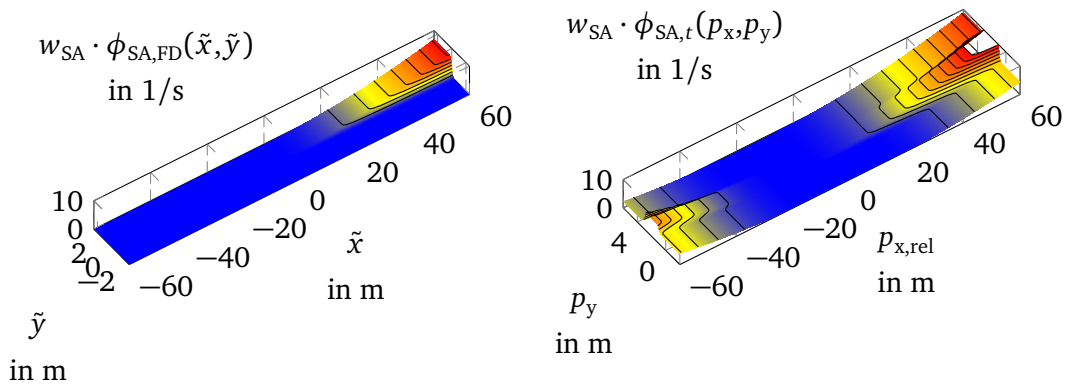 w_SA · ϕ_SA,FD(x̃,ỹ)
in 1/s
10
0
2
0
−2
−60
−40
−20
0
20
40
60
x̃
in m
ỹ
in m
w_SA · ϕ_SA,t(p_x,p_y)
in 1/s
10
0
4
0
−60
−40
−20
0
20
40
60
p_x,rel
in m
p_y
in m